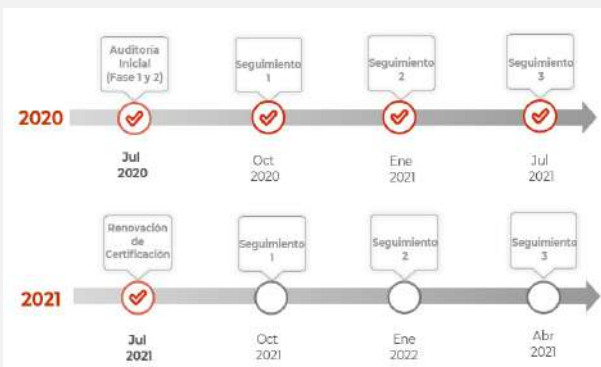 Auditoría
Inicial
(Fase 1 y 2)
Seguimiento
1
Seguimiento
2
Seguimiento
3
2020
Jul
2020
Oct
2020
Ene
2021
Jul
2021
Renovación
de
Certificación
Seguimiento
1
Seguimiento
2
Seguimiento
3
2021
Jul
2021
Oct
2021
Ene
2022
Abr
2021